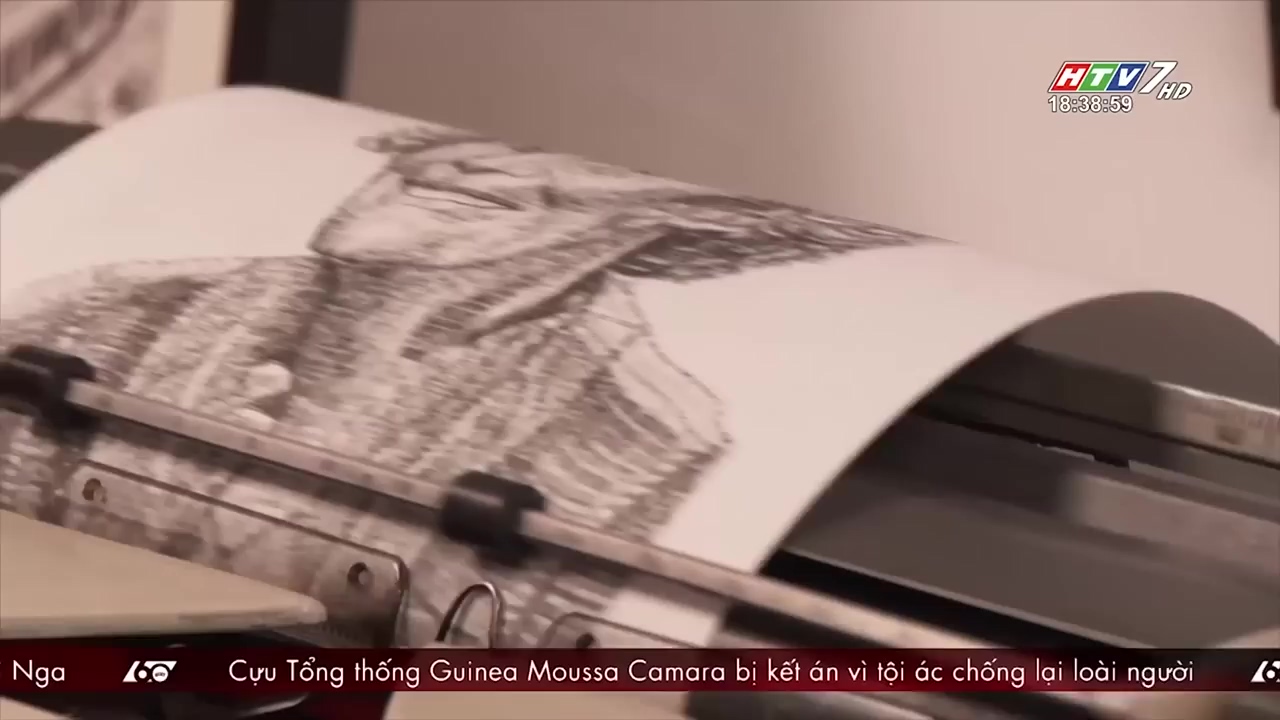 HTV7 HD
18:38:59
Nga 60 Cựu Tổng thống Guinea Moussa Camara bị kết án vì tội ác chống lại loài người